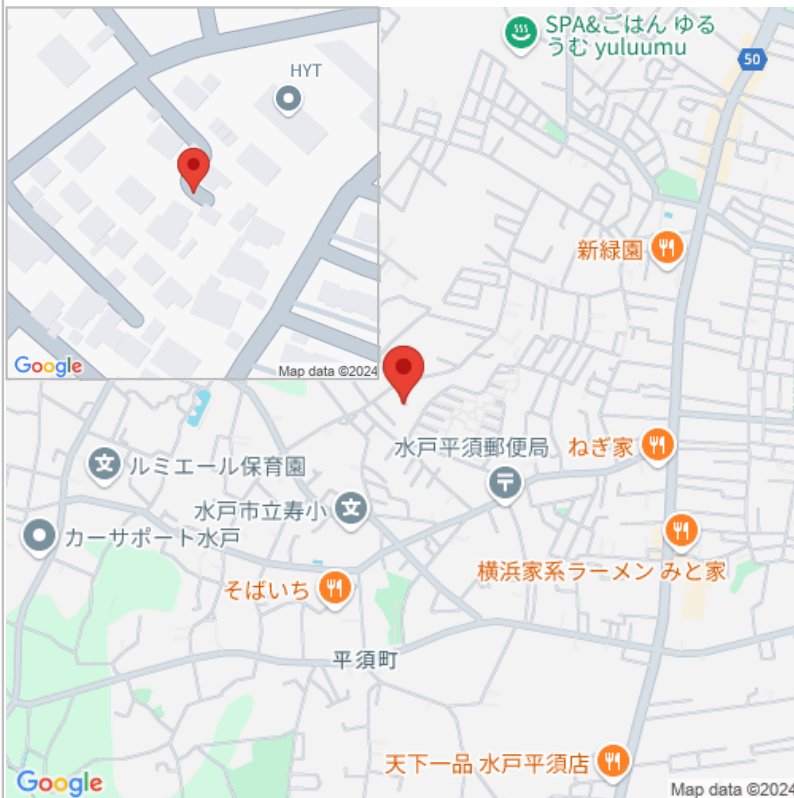 HYT
Google
Map data ©2024
SPA&ごはん ゆる
うむ yuluumu
50
新緑園
水戸平須郵便局
ねぎ家
文
ルミエール保育園
水戸市立寿小
文
カーサポート水戸
横浜家系ラーメン みと家
そばいち
平須町
天下一品 水戸平須店
Google
Map data ©2024